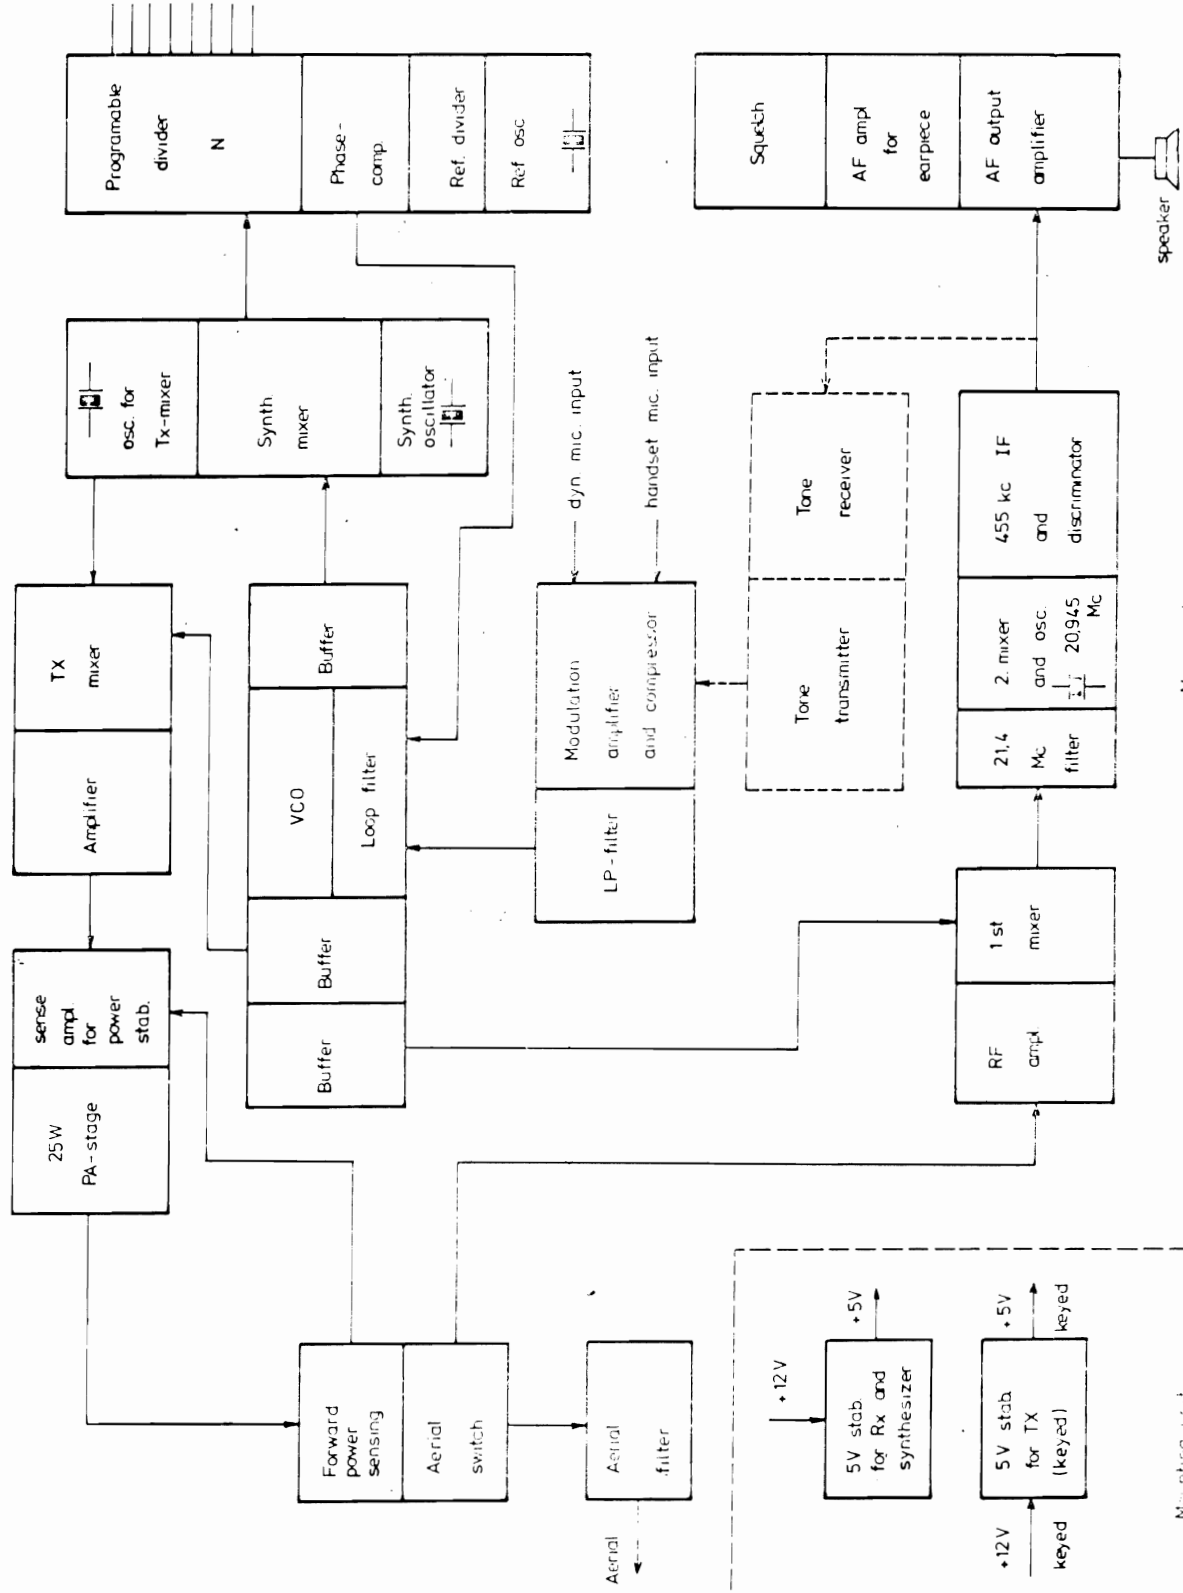 25W
PA-stage
sense
ampl.
for
power
stab.
Amplifier
TX
mixer
osc. for
Tx-mixer
Synth
mixer
Synth.
oscillator
Programable
divider
N
Phase-
comp.
Ref. divider
Ref osc
Buffer
Buffer
VCO
Loop filter
Buffer
Forward
power
sensing
Aerial
switch
Aerial
filter
Aerial
LP-filter
Modulation
amplifier
and compressor
dyn. mic. input
handset mic. input
Tone
transmitter
Tone
receiver
Squelch
AF ampl
for
earpiece
AF output
amplifier
speaker
RF
ampl
1 st
mixer
21,4
Mc
filter
2. mixer
and osc.
20,945
Mc
455 kc IF
and
discriminator
+12V
5V stab.
for Rx and
synthesizer
+5V
+12V
keyed
5V stab
for TX
(keyed)
+5V
keyed